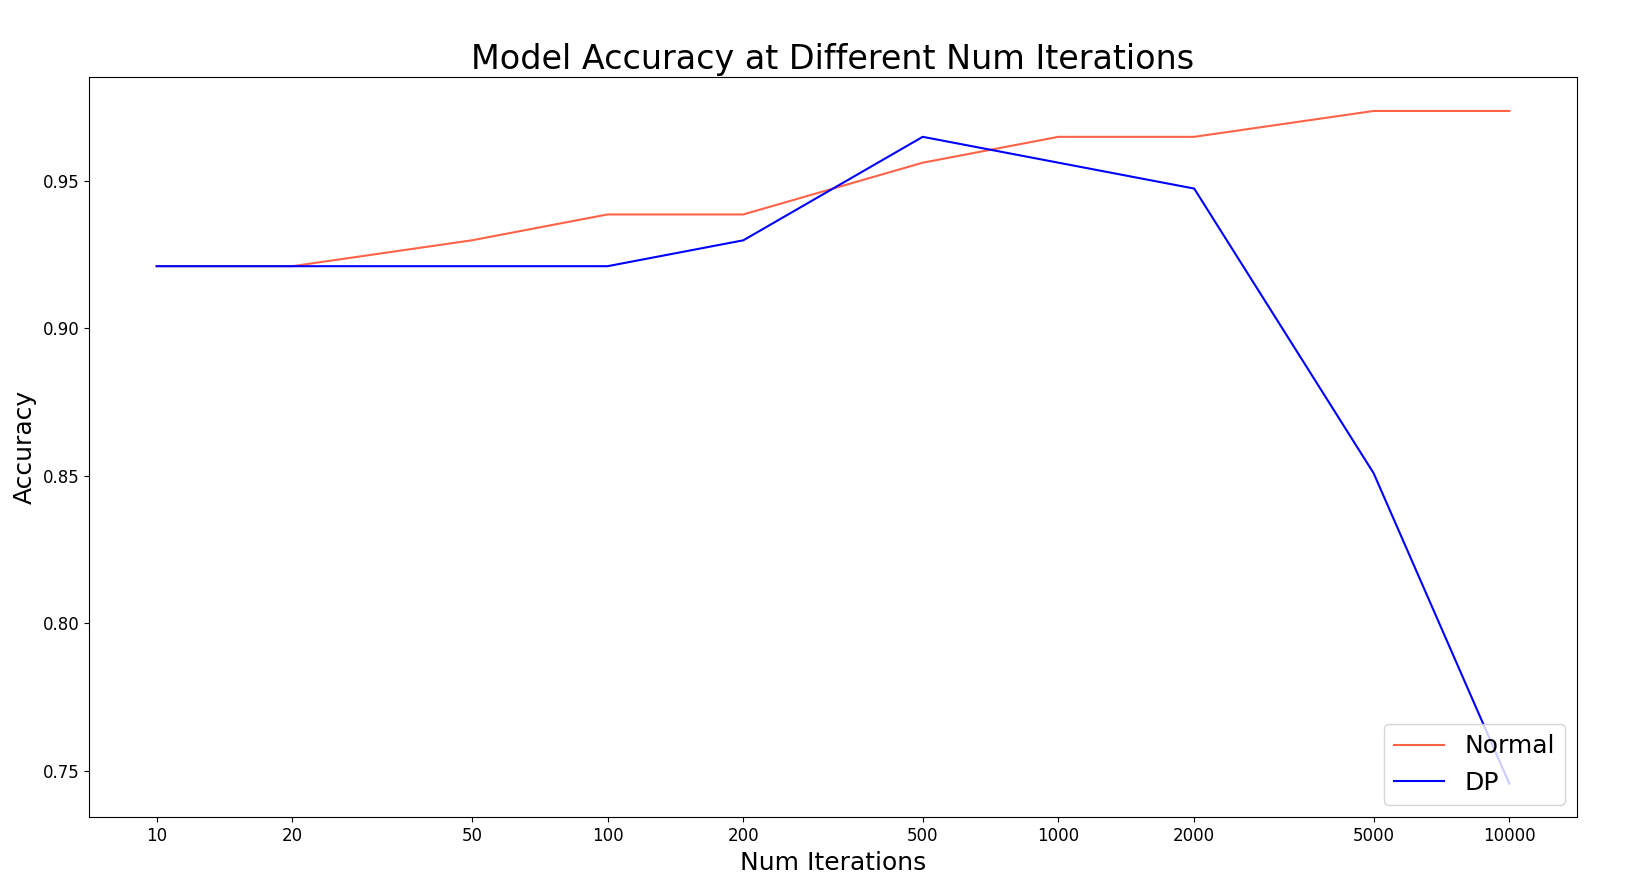 Model Accuracy at Different Num Iterations
Accuracy
0.95
0.90
0.85
0.80
0.75
Normal
DP
10 20 50 100 200 500 1000 2000 5000 10000
Num Iterations